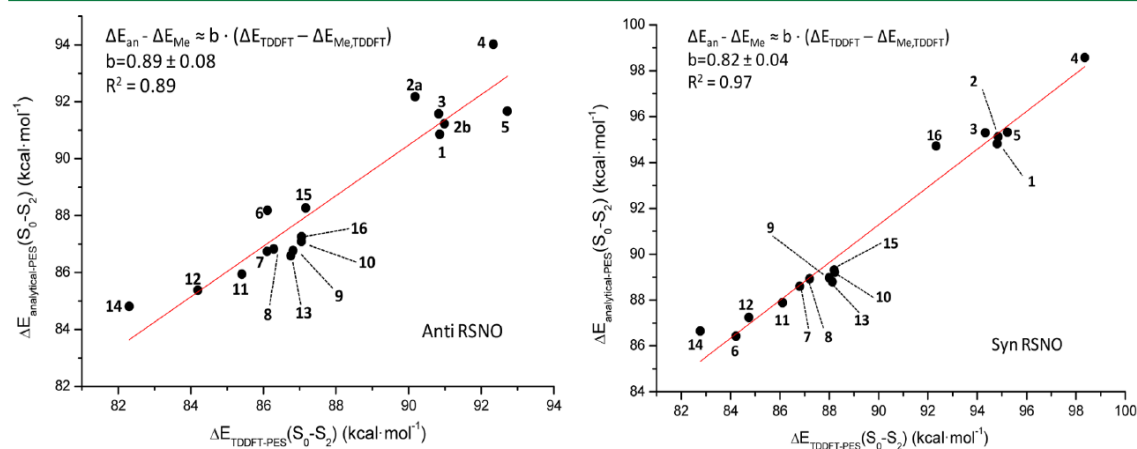 ΔE_an - ΔE_Me ≈ b · (ΔE_TDDFT – ΔE_Me,TDDFT)
b=0.89 ± 0.08
R² = 0.89
94
92
90
88
86
84
82
82 84 86 88 90 92 94
4
2a
3
2b
5
1
15
6
16
10
7
9
12
11
8
13
14
Anti RSNO
ΔE_analytical-PES(S₀-S₂) (kcal·mol⁻¹)
ΔE_TDDFT-PES(S₀-S₂) (kcal·mol⁻¹)
ΔE_an - ΔE_Me ≈ b · (ΔE_TDDFT – ΔE_Me,TDDFT)
b=0.82 ± 0.04
R² = 0.97
100
98
96
94
92
90
88
86
84
82 84 86 88 90 92 94 96 98 100
4
2
3
5
16
1
9
15
10
12
11
7
8
13
14
6
Syn RSNO
ΔE_analytical-PES(S₀-S₂) (kcal·mol⁻¹)
ΔE_TDDFT-PES(S₀-S₂) (kcal·mol⁻¹)